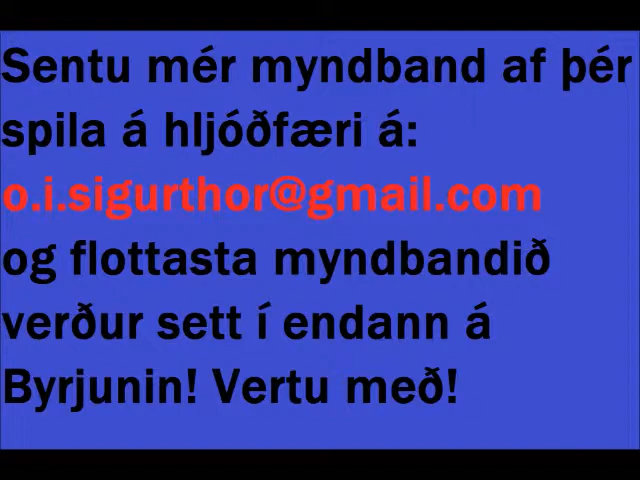 Sentu mér myndband af þér
spila á hljóðfæri á:
o.i.sigurthor@gmail.com
og flottasta myndbandið
verður sett í endann á
Byrjunin! Vertu með!